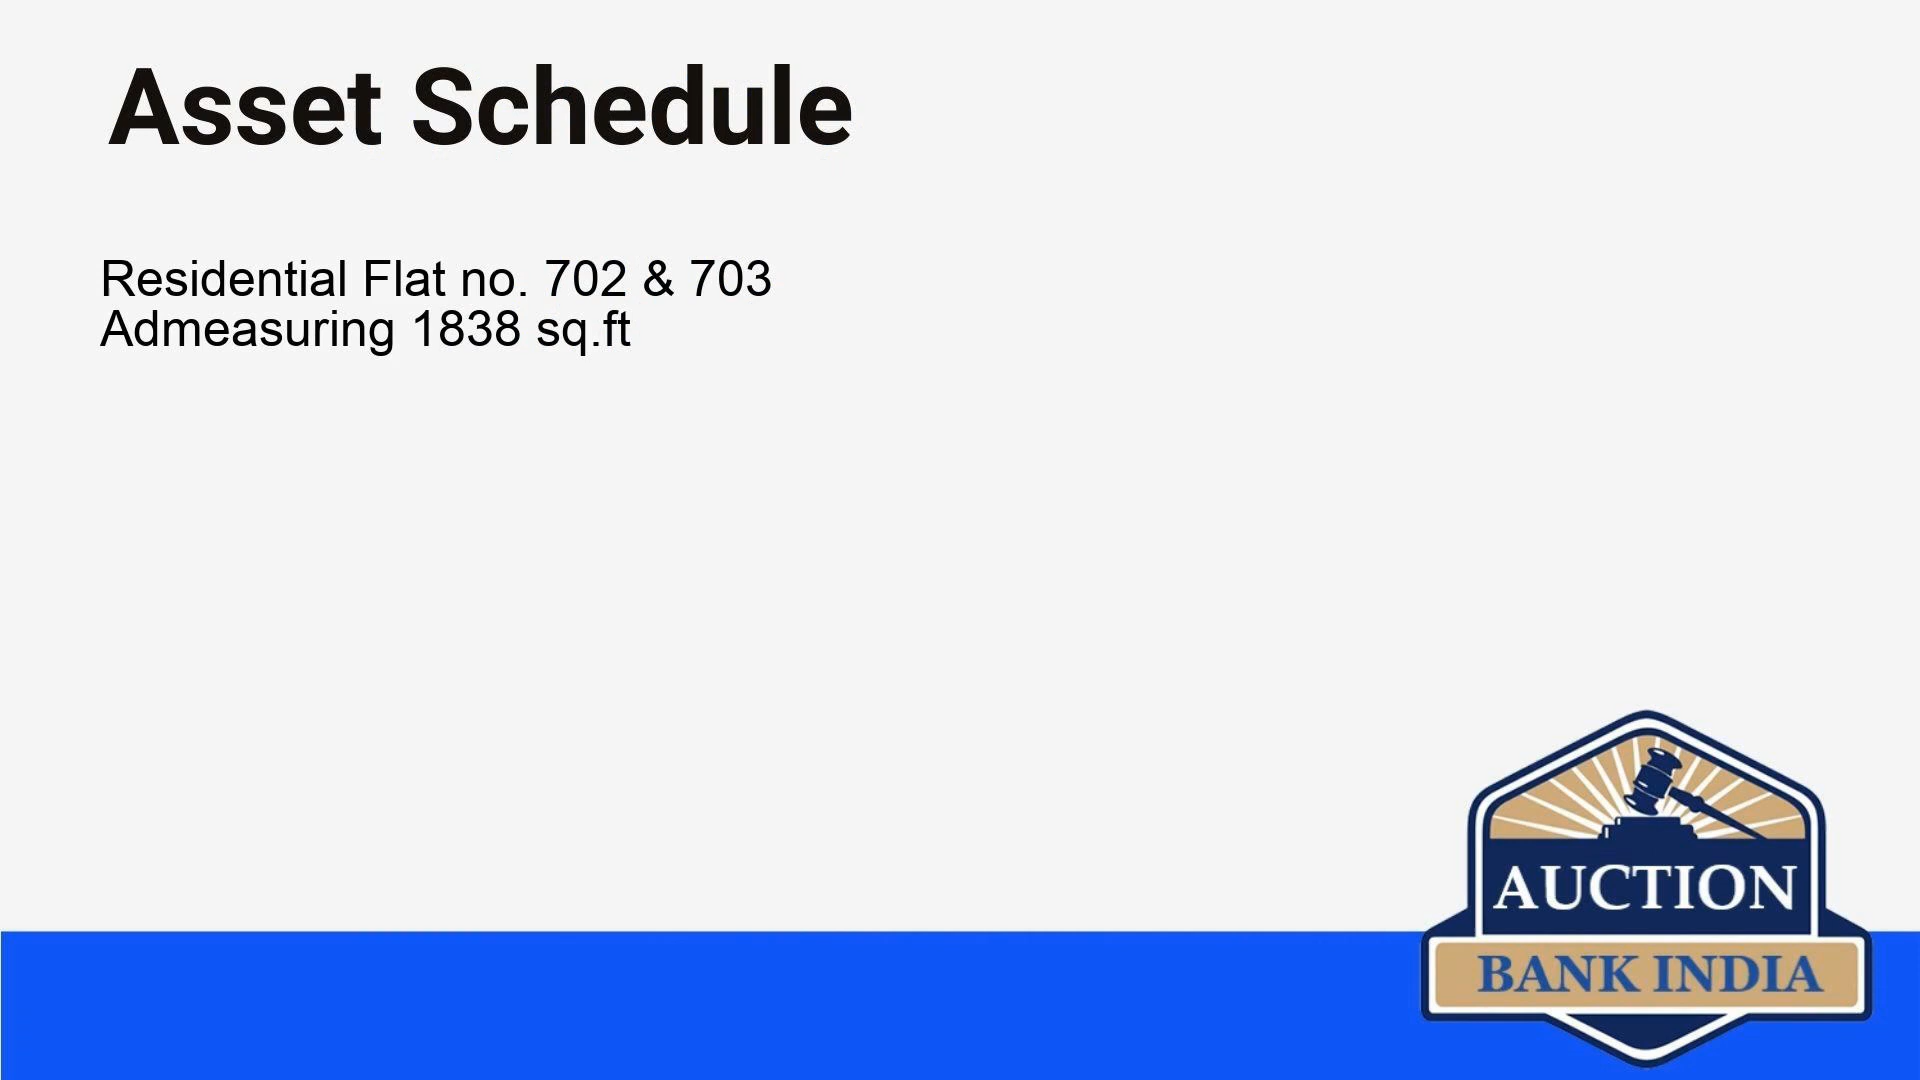 Asset Schedule
Residential Flat no. 702 & 703
Admeasuring 1838 sq.ft
AUCTION
BANK INDIA